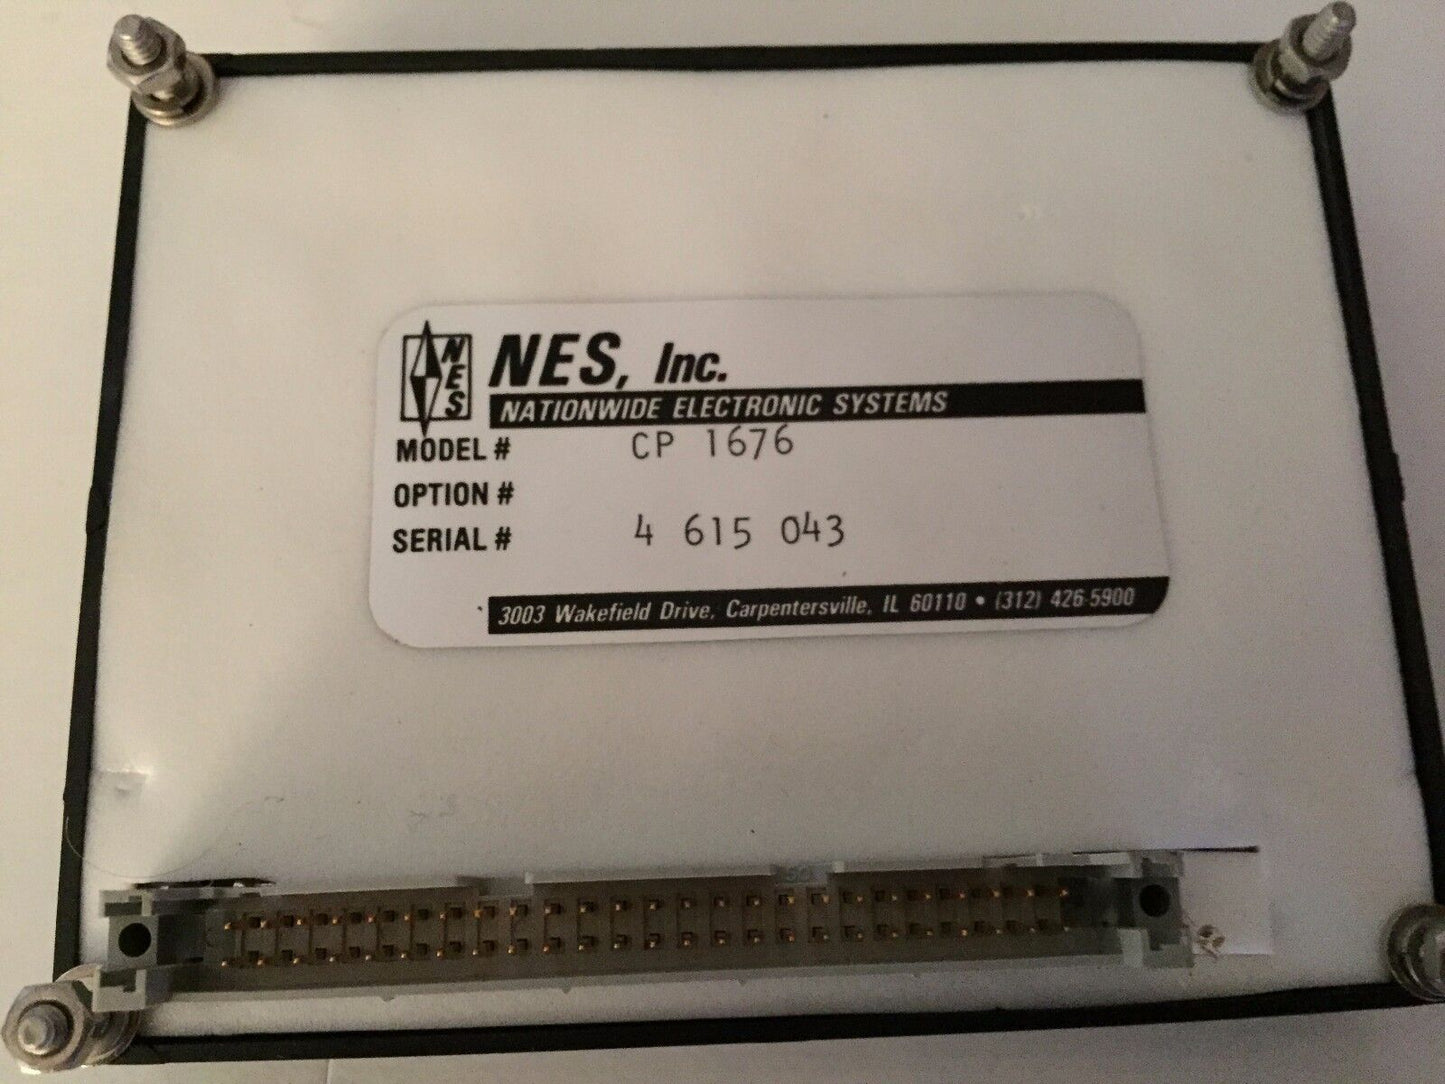 NES
NES, Inc.
NATIONWIDE ELECTRONIC SYSTEMS
MODEL # CP 1676
OPTION #
SERIAL # 4 615 043
3003 Wakefield Drive, Carpentersville, IL 60110 • (312) 426-5900